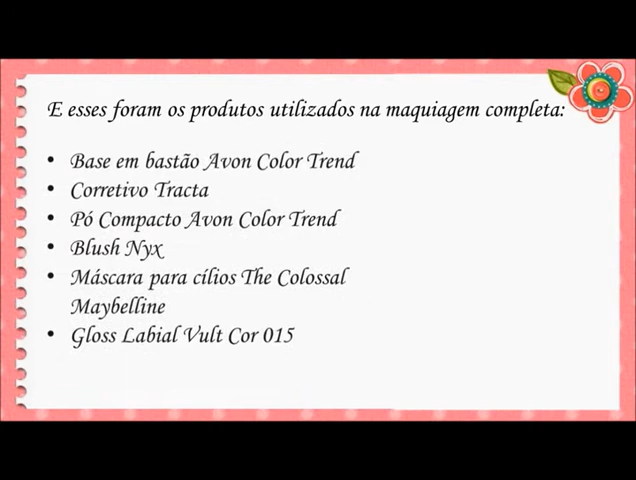 E esses foram os produtos utilizados na maquiagem completa:
• Base em bastão Avon Color Trend
• Corretivo Tracta
• Pó Compacto Avon Color Trend
• Blush Nyx
• Máscara para cílios The Colossal
Maybelline
• Gloss Labial Vult Cor 015